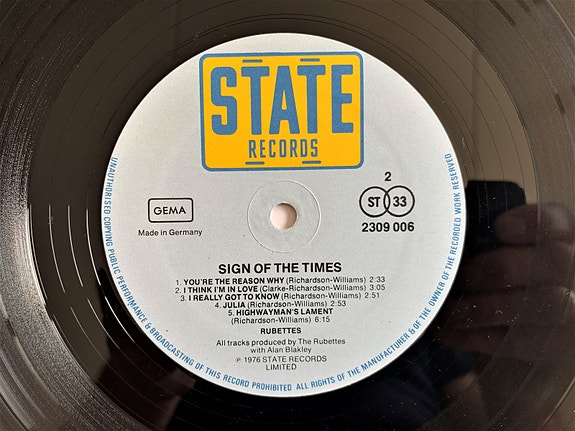 STATE
RECORDS
2
GEMA
ST 33
Made in Germany
2309 006
SIGN OF THE TIMES
1. YOU'RE THE REASON WHY (Richardson-Williams) 2:33
2. I THINK I'M IN LOVE (Clarke-Richardson-Williams) 3:05
3. I REALLY GOT TO KNOW (Richardson-Williams) 2:51
4. JULIA (Richardson-Williams) 2:53
5. HIGHWAYMAN'S LAMENT
(Richardson-Williams) 6:15
RUBETTES
All tracks produced by The Rubettes
with Alan Blakley
℗ 1976 STATE RECORDS
LIMITED
UNAUTHORISED COPYING PUBLIC PERFORMANCE & BROADCASTING OF THIS RECORD PROHIBITED ALL RIGHTS OF THE MANUFACTURER & OF THE OWNER OF THE RECORDED WORK RESERVED